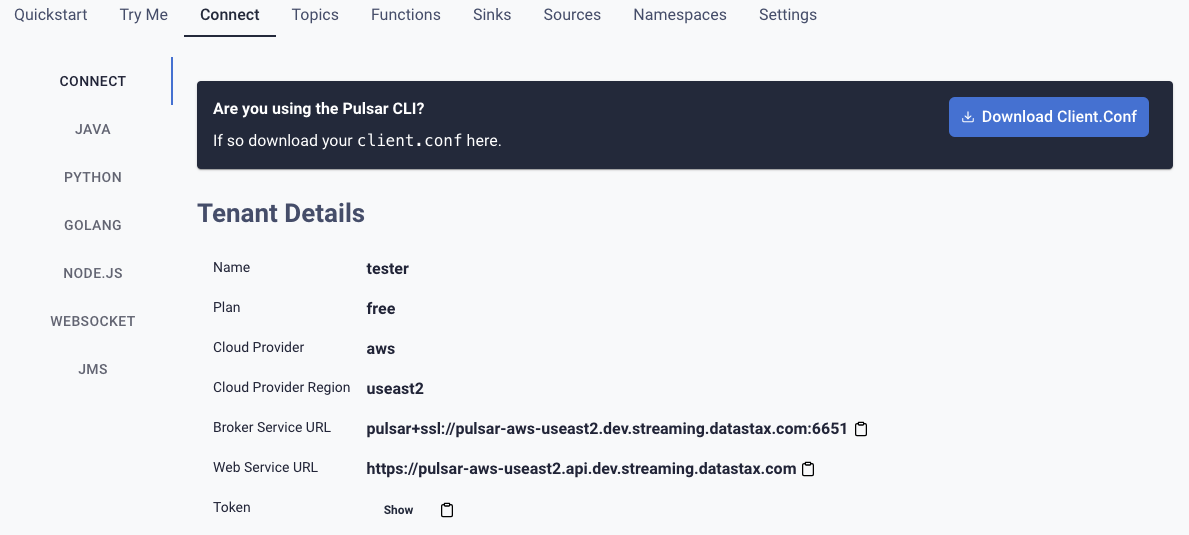 Quickstart Try Me Connect Topics Functions Sinks Sources Namespaces Settings
CONNECT
JAVA
PYTHON
GOLANG
NODE.JS
WEBSOCKET
JMS
Are you using the Pulsar CLI?
If so download your client.conf here.
Download Client.Conf
Tenant Details
Name tester
Plan free
Cloud Provider aws
Cloud Provider Region useast2
Broker Service URL pulsar+ssl://pulsar-aws-useast2.dev.streaming.datastax.com:6651
Web Service URL https://pulsar-aws-useast2.api.dev.streaming.datastax.com
Token Show